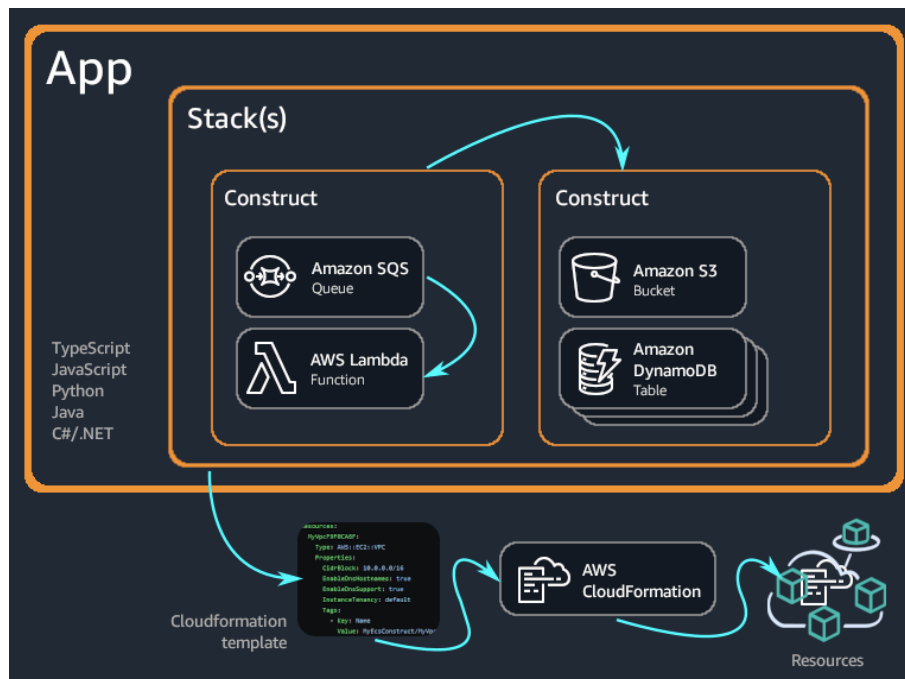 App
Stack(s)
Construct
Amazon SQS
Queue
AWS Lambda
Function
Construct
Amazon S3
Bucket
Amazon
DynamoDB
Table
TypeScript
JavaScript
Python
Java
C#/.NET
Cloudformation
template
Type: AWS::EC2::VPC
Properties:
CidrBlock: 10.0.0.0/16
EnableDnsHostnames: true
EnableDnsSupport: true
InstanceTenancy: default
Tags:
- Key: Name
Value:
AWS
CloudFormation
Resources